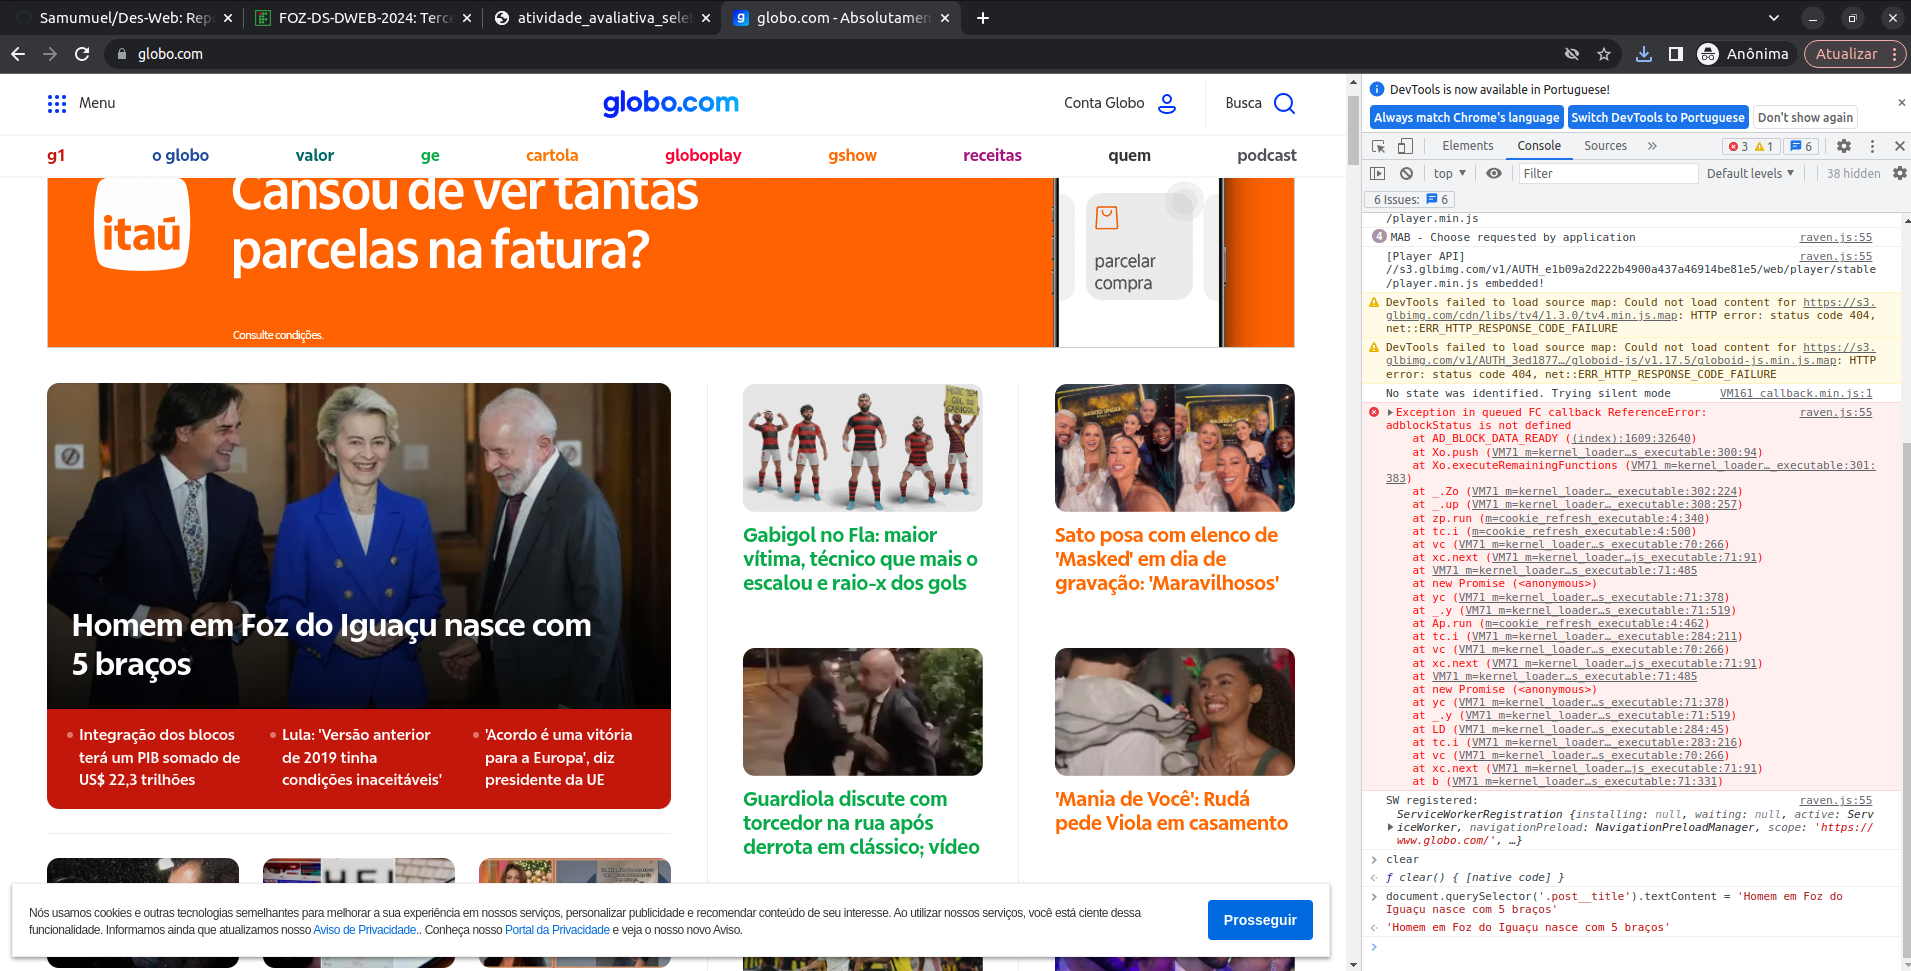 Samumuel/Des-Web: Rep
FOZ-DS-DWEB-2024: Terce
atividade_avaliativa_sele
globo.com - Absolutamen
globo.com
Anônima
Atualizar
Menu
globo.com
Conta Globo
Busca
g1
o globo
valor
ge
cartola
globoplay
gshow
receitas
quem
podcast
itaú
Cansou de ver tantas
parcelas na fatura?
Consulte condições.
parcelar
compra
Homem em Foz do Iguaçu nasce com
5 braços
Integração dos blocos
terá um PIB somado de
US$ 22,3 trilhões
Lula: 'Versão anterior
de 2019 tinha
condições inaceitáveis'
'Acordo é uma vitória
para a Europa', diz
presidente da UE
Gabigol no Fla: maior
vítima, técnico que mais o
escalou e raio-x dos gols
Sato posa com elenco de
'Masked' em dia de
gravação: 'Maravilhosos'
Guardiola discute com
torcedor na rua após
derrota em clássico; vídeo
'Mania de Você': Rudá
pede Viola em casamento
Nós usamos cookies e outras tecnologias semelhantes para melhorar a sua experiência em nossos serviços, personalizar publicidade e recomendar conteúdo de seu interesse. Ao utilizar nossos serviços, você está ciente dessa
funcionalidade. Informamos ainda que atualizamos nosso Aviso de Privacidade.. Conheça nosso Portal da Privacidade e veja o nosso novo Aviso.
Prosseguir
DevTools is now available in Portuguese!
Always match Chrome's language
Switch DevTools to Portuguese
Don't show again
Elements
Console
Sources
3
1
6
top
Filter
Default levels
38 hidden
6 Issues:
6
/player.min.js
4 MAB - Choose requested by application raven.js:55
[Player API] raven.js:55
//s3.glbimg.com/v1/AUTH_e1b09a2d222b4900a437a46914be81e5/web/player/stable
/player.min.js embedded!
DevTools failed to load source map: Could not load content for https://s3.
glbimg.com/cdn/libs/tv4/1.3.0/tv4.min.js.map: HTTP error: status code 404,
net::ERR_HTTP_RESPONSE_CODE_FAILURE
DevTools failed to load source map: Could not load content for https://s3.
glbimg.com/v1/AUTH_3ed1877…/globoid-js/v1.17.5/globoid-js.min.js.map: HTTP
error: status code 404, net::ERR_HTTP_RESPONSE_CODE_FAILURE
No state was identified. Trying silent mode VM161 callback.min.js:1
Exception in queued FC callback ReferenceError: raven.js:55
adblockStatus is not defined
at AD_BLOCK_DATA_READY ((index):1609:32640)
at Xo.push (VM71 m=kernel_loader…s_executable:300:94)
at Xo.executeRemainingFunctions (VM71 m=kernel_loader…_executable:301:
383)
at _.Zo (VM71 m=kernel_loader…_executable:302:224)
at _.up (VM71 m=kernel_loader…_executable:308:257)
at zp.run (m=cookie_refresh_executable:4:340)
at tc.i (m=cookie_refresh_executable:4:500)
at vc (VM71 m=kernel_loader…s_executable:70:266)
at xc.next (VM71 m=kernel_loader…js_executable:71:91)
at VM71 m=kernel_loader…s_executable:71:485
at new Promise (<anonymous>)
at yc (VM71 m=kernel_loader…s_executable:71:378)
at _.y (VM71 m=kernel_loader…s_executable:71:519)
at Ap.run (m=cookie_refresh_executable:4:462)
at tc.i (VM71 m=kernel_loader…_executable:284:211)
at vc (VM71 m=kernel_loader…s_executable:70:266)
at xc.next (VM71 m=kernel_loader…js_executable:71:91)
at VM71 m=kernel_loader…s_executable:71:485
at new Promise (<anonymous>)
at yc (VM71 m=kernel_loader…s_executable:71:378)
at _.y (VM71 m=kernel_loader…s_executable:71:519)
at LD (VM71 m=kernel_loader…s_executable:284:45)
at tc.i (VM71 m=kernel_loader…_executable:283:216)
at vc (VM71 m=kernel_loader…s_executable:70:266)
at xc.next (VM71 m=kernel_loader…js_executable:71:91)
at b (VM71 m=kernel_loader…s_executable:71:331)
SW registered: raven.js:55
ServiceWorkerRegistration {installing: null, waiting: null, active: Serv
iceWorker, navigationPreload: NavigationPreloadManager, scope: 'https://
www.globo.com/', …}
clear
ƒ clear() { [native code] }
document.querySelector('.post__title').textContent = 'Homem em Foz do
Iguaçu nasce com 5 braços'
'Homem em Foz do Iguaçu nasce com 5 braços'